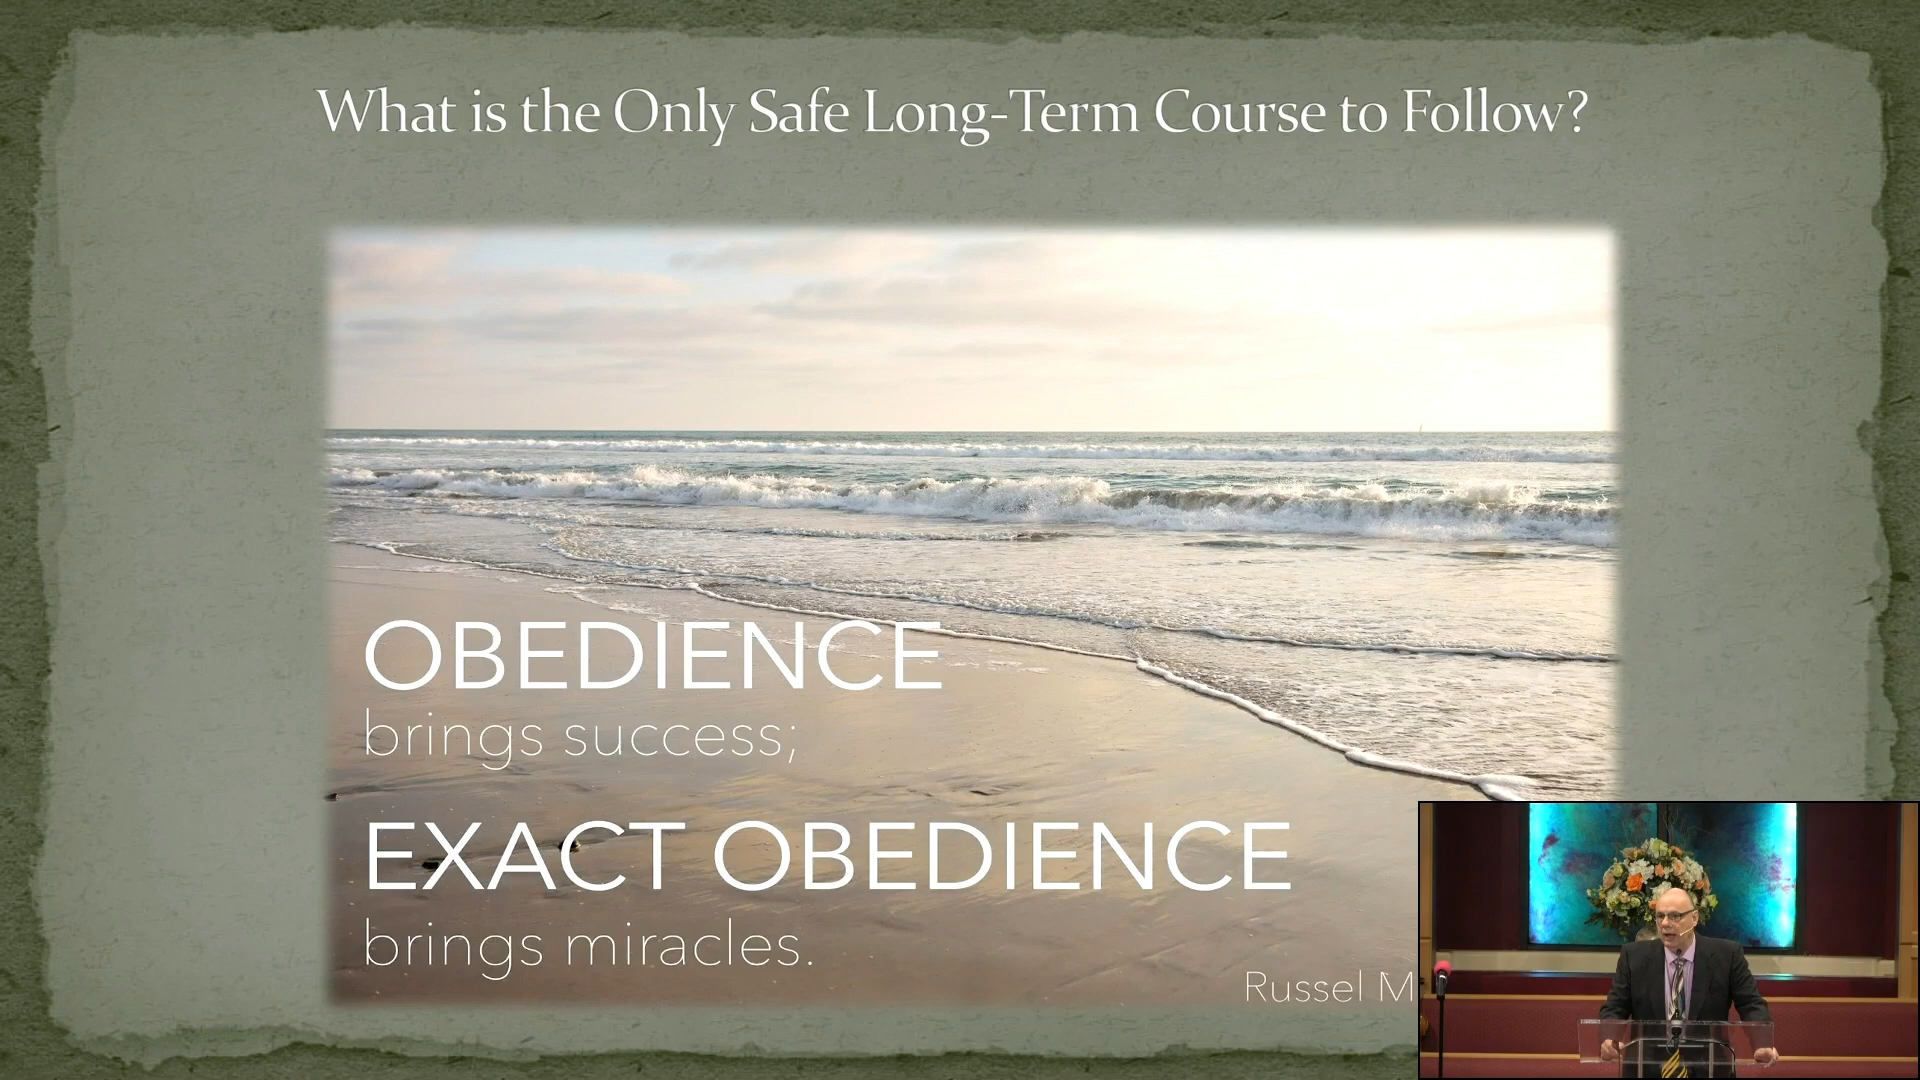 What is the Only Safe Long-Term Course to Follow?
OBEDIENCE
brings success;
EXACT OBEDIENCE
brings miracles.
Russel M